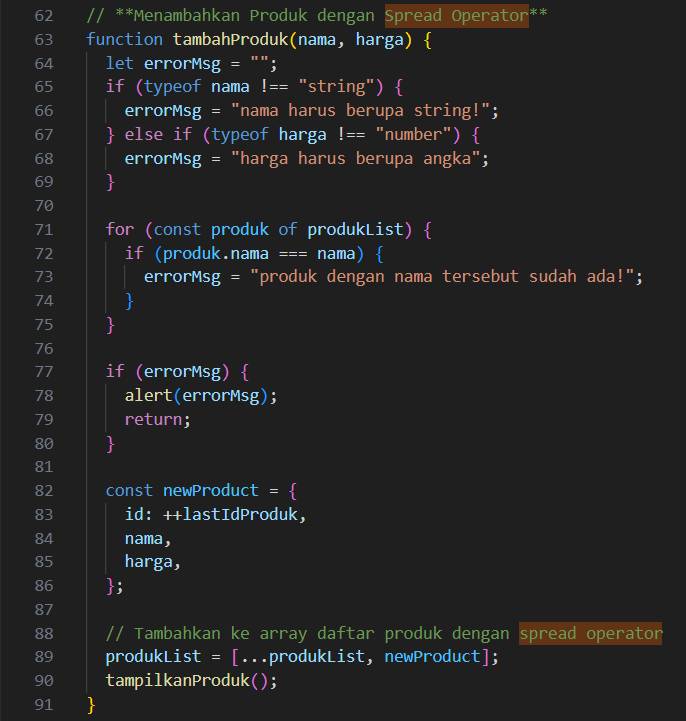 62 // **Menambahkan Produk dengan Spread Operator**
63 function tambahProduk(nama, harga) {
64   let errorMsg = "";
65   if (typeof nama !== "string") {
66     errorMsg = "nama harus berupa string!";
67   } else if (typeof harga !== "number") {
68     errorMsg = "harga harus berupa angka";
69   }
70
71   for (const produk of produkList) {
72     if (produk.nama === nama) {
73       errorMsg = "produk dengan nama tersebut sudah ada!";
74     }
75   }
76
77   if (errorMsg) {
78     alert(errorMsg);
79     return;
80   }
81
82   const newProduct = {
83     id: ++lastIdProduk,
84     nama,
85     harga,
86   };
87
88   // Tambahkan ke array daftar produk dengan spread operator
89   produkList = [...produkList, newProduct];
90   tampilkanProduk();
91 }